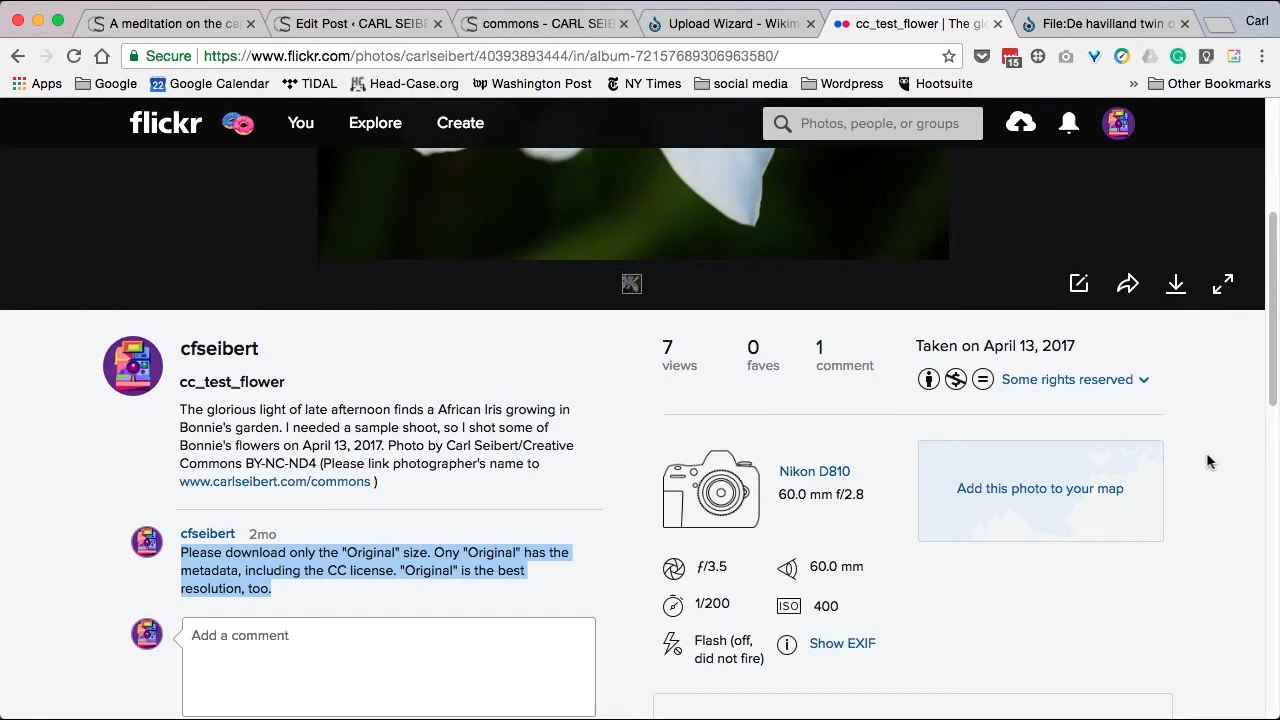 A meditation on the ca
Edit Post ‹ CARL SEIBE
commons - CARL SEIB
Upload Wizard - Wikim
cc_test_flower | The glo
File:De havilland twin o
Carl
Secure
https://www.flickr.com/photos/carlseibert/40393893444/in/album-72157689306963580/
15
Apps
Google
22
Google Calendar
TIDAL
Head-Case.org
Washington Post
NY Times
social media
Wordpress
Hootsuite
»
Other Bookmarks
flickr
You
Explore
Create
Photos, people, or groups
cfseibert
cc_test_flower
The glorious light of late afternoon finds a African Iris growing in
Bonnie's garden. I needed a sample shoot, so I shot some of
Bonnie's flowers on April 13, 2017. Photo by Carl Seibert/Creative
Commons BY-NC-ND4 (Please link photographer's name to
www.carlseibert.com/commons )
cfseibert 2mo
Please download only the "Original" size. Ony "Original" has the
metadata, including the CC license. "Original" is the best
resolution, too.
Add a comment
7
views
0
faves
1
comment
Taken on April 13, 2017
Some rights reserved
Nikon D810
60.0 mm f/2.8
Add this photo to your map
ƒ/3.5
60.0 mm
1/200
ISO
400
Flash (off,
did not fire)
Show EXIF